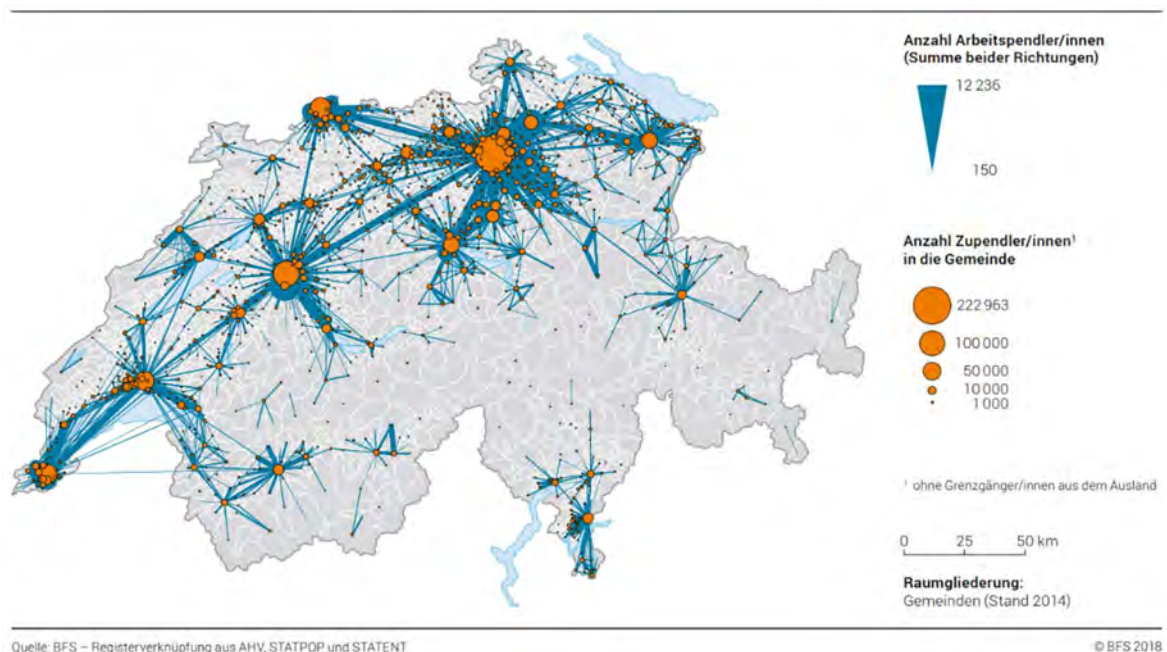 Anzahl Arbeitspendler/innen
(Summe beider Richtungen)
12 236
150
Anzahl Zupendler/innen¹
in die Gemeinde
222 963
100 000
50 000
10 000
1 000
¹ ohne Grenzgänger/innen aus dem Ausland
0 25 50 km
Raumgliederung:
Gemeinden (Stand 2014)
Quelle: BFS – Registerverknüpfung aus AHV, STATPOP und STATENT
© BFS 2018